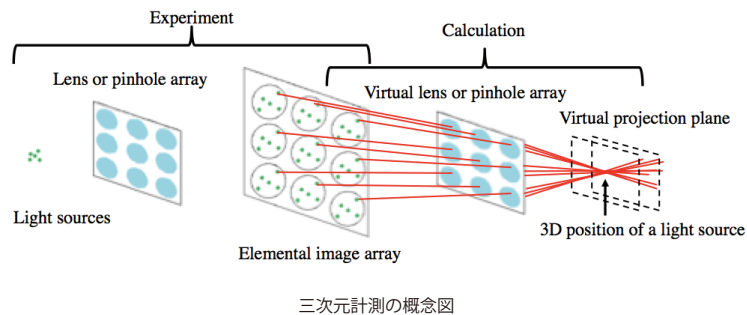 Experiment
Calculation
Lens or pinhole array
Virtual lens or pinhole array
Virtual projection plane
Light sources
3D position of a light source
Elemental image array
三次元計測の概念図